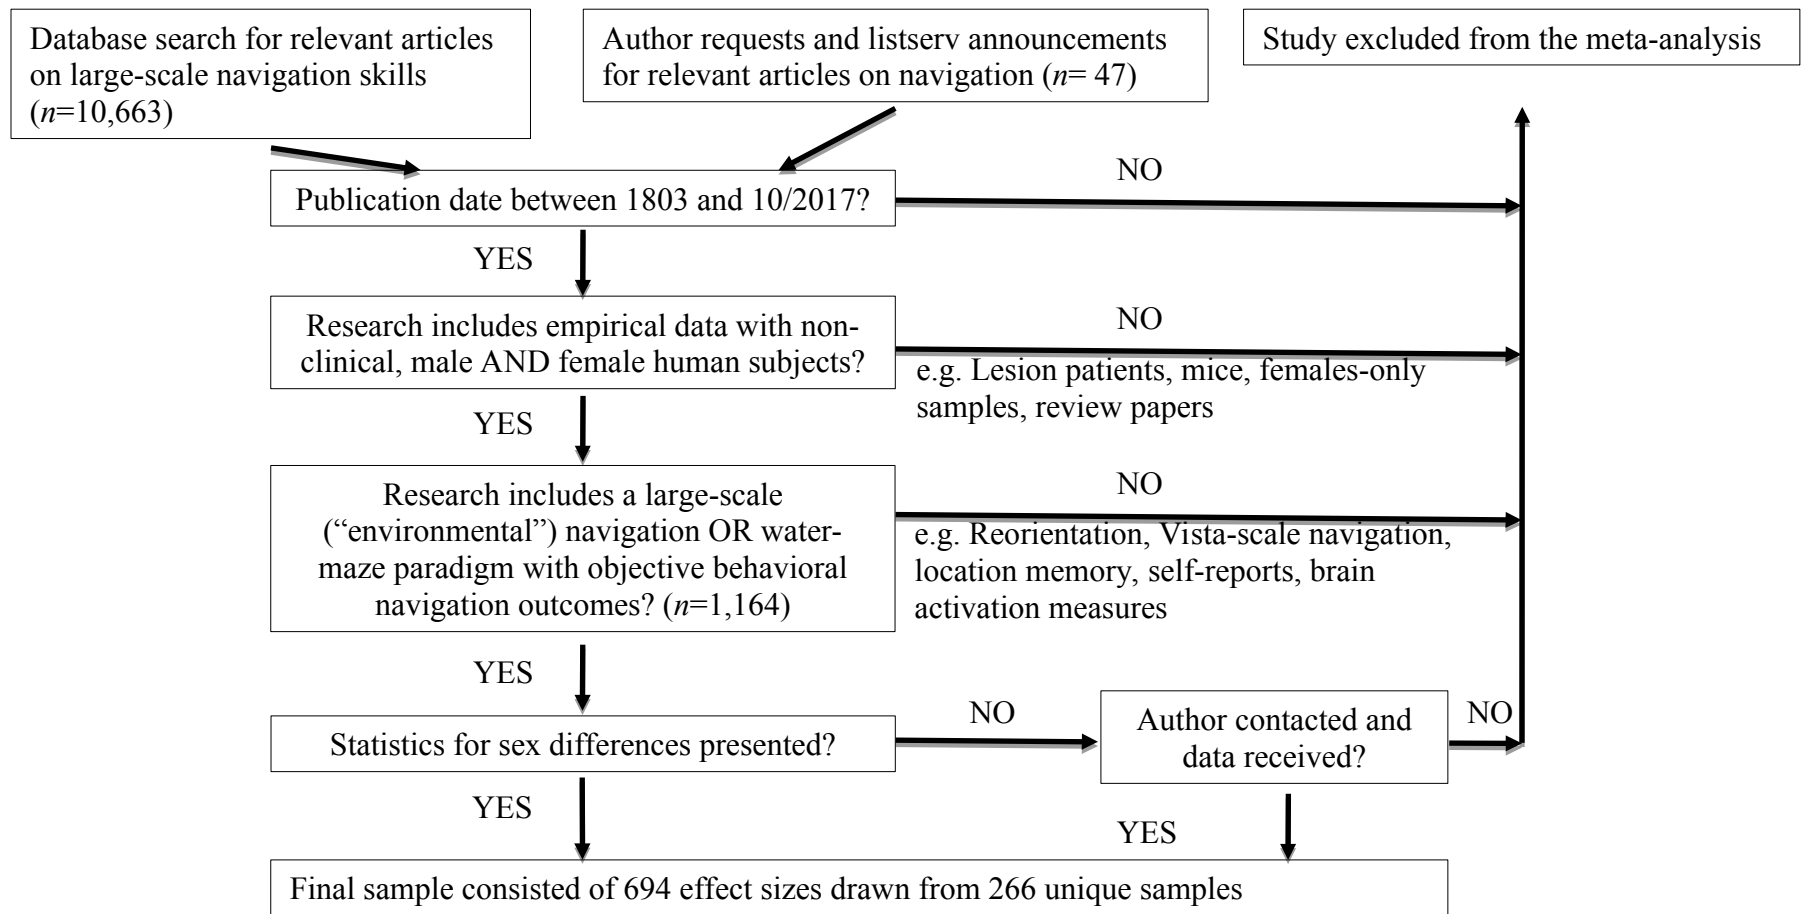 Database search for relevant articles
on large-scale navigation skills
(n=10,663)
Author requests and listserv announcements
for relevant articles on navigation (n= 47)
Study excluded from the meta-analysis
Publication date between 1803 and 10/2017?
NO
YES
Research includes empirical data with non-
clinical, male AND female human subjects?
NO
e.g. Lesion patients, mice, females-only
samples, review papers
YES
Research includes a large-scale
(“environmental”) navigation OR water-
maze paradigm with objective behavioral
navigation outcomes? (n=1,164)
NO
e.g. Reorientation, Vista-scale navigation,
location memory, self-reports, brain
activation measures
YES
Statistics for sex differences presented?
NO
Author contacted and
data received?
NO
YES
YES
Final sample consisted of 694 effect sizes drawn from 266 unique samples